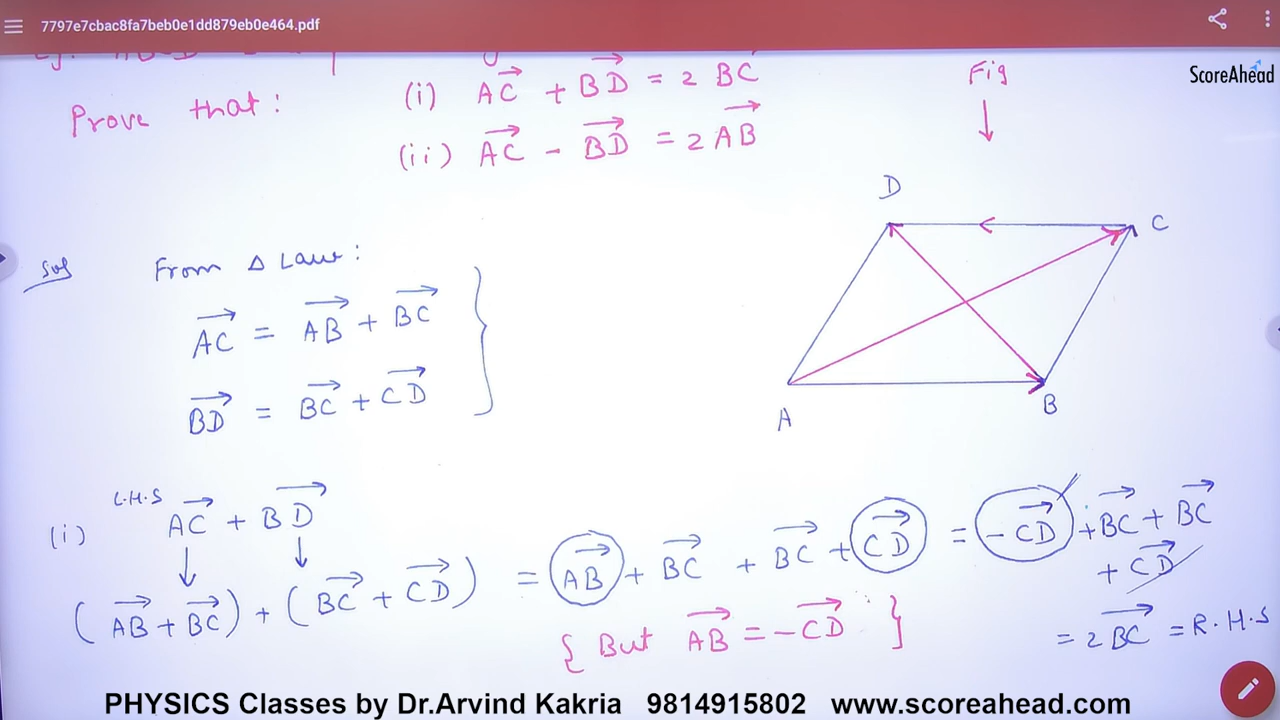 7797e7cbac8fa7beb0e1dd879eb0e464.pdf
ScoreAhead
Prove that:
(i) AC⃗ + BD⃗ = 2 BC⃗
(ii) AC⃗ - BD⃗ = 2 AB⃗
Fig
D
C
A
B
Sol
From Δ Law:
AC⃗ = AB⃗ + BC⃗
BD⃗ = BC⃗ + CD⃗
(i)
L.H.S
AC⃗ + BD⃗
(AB⃗ + BC⃗) + (BC⃗ + CD⃗) = AB⃗ + BC⃗ + BC⃗ + CD⃗ = -CD⃗ + BC⃗ + BC⃗
+ CD⃗
{ But AB⃗ = -CD⃗ }
= 2 BC⃗ = R.H.S
PHYSICS Classes by Dr.Arvind Kakria 9814915802 www.scoreahead.com